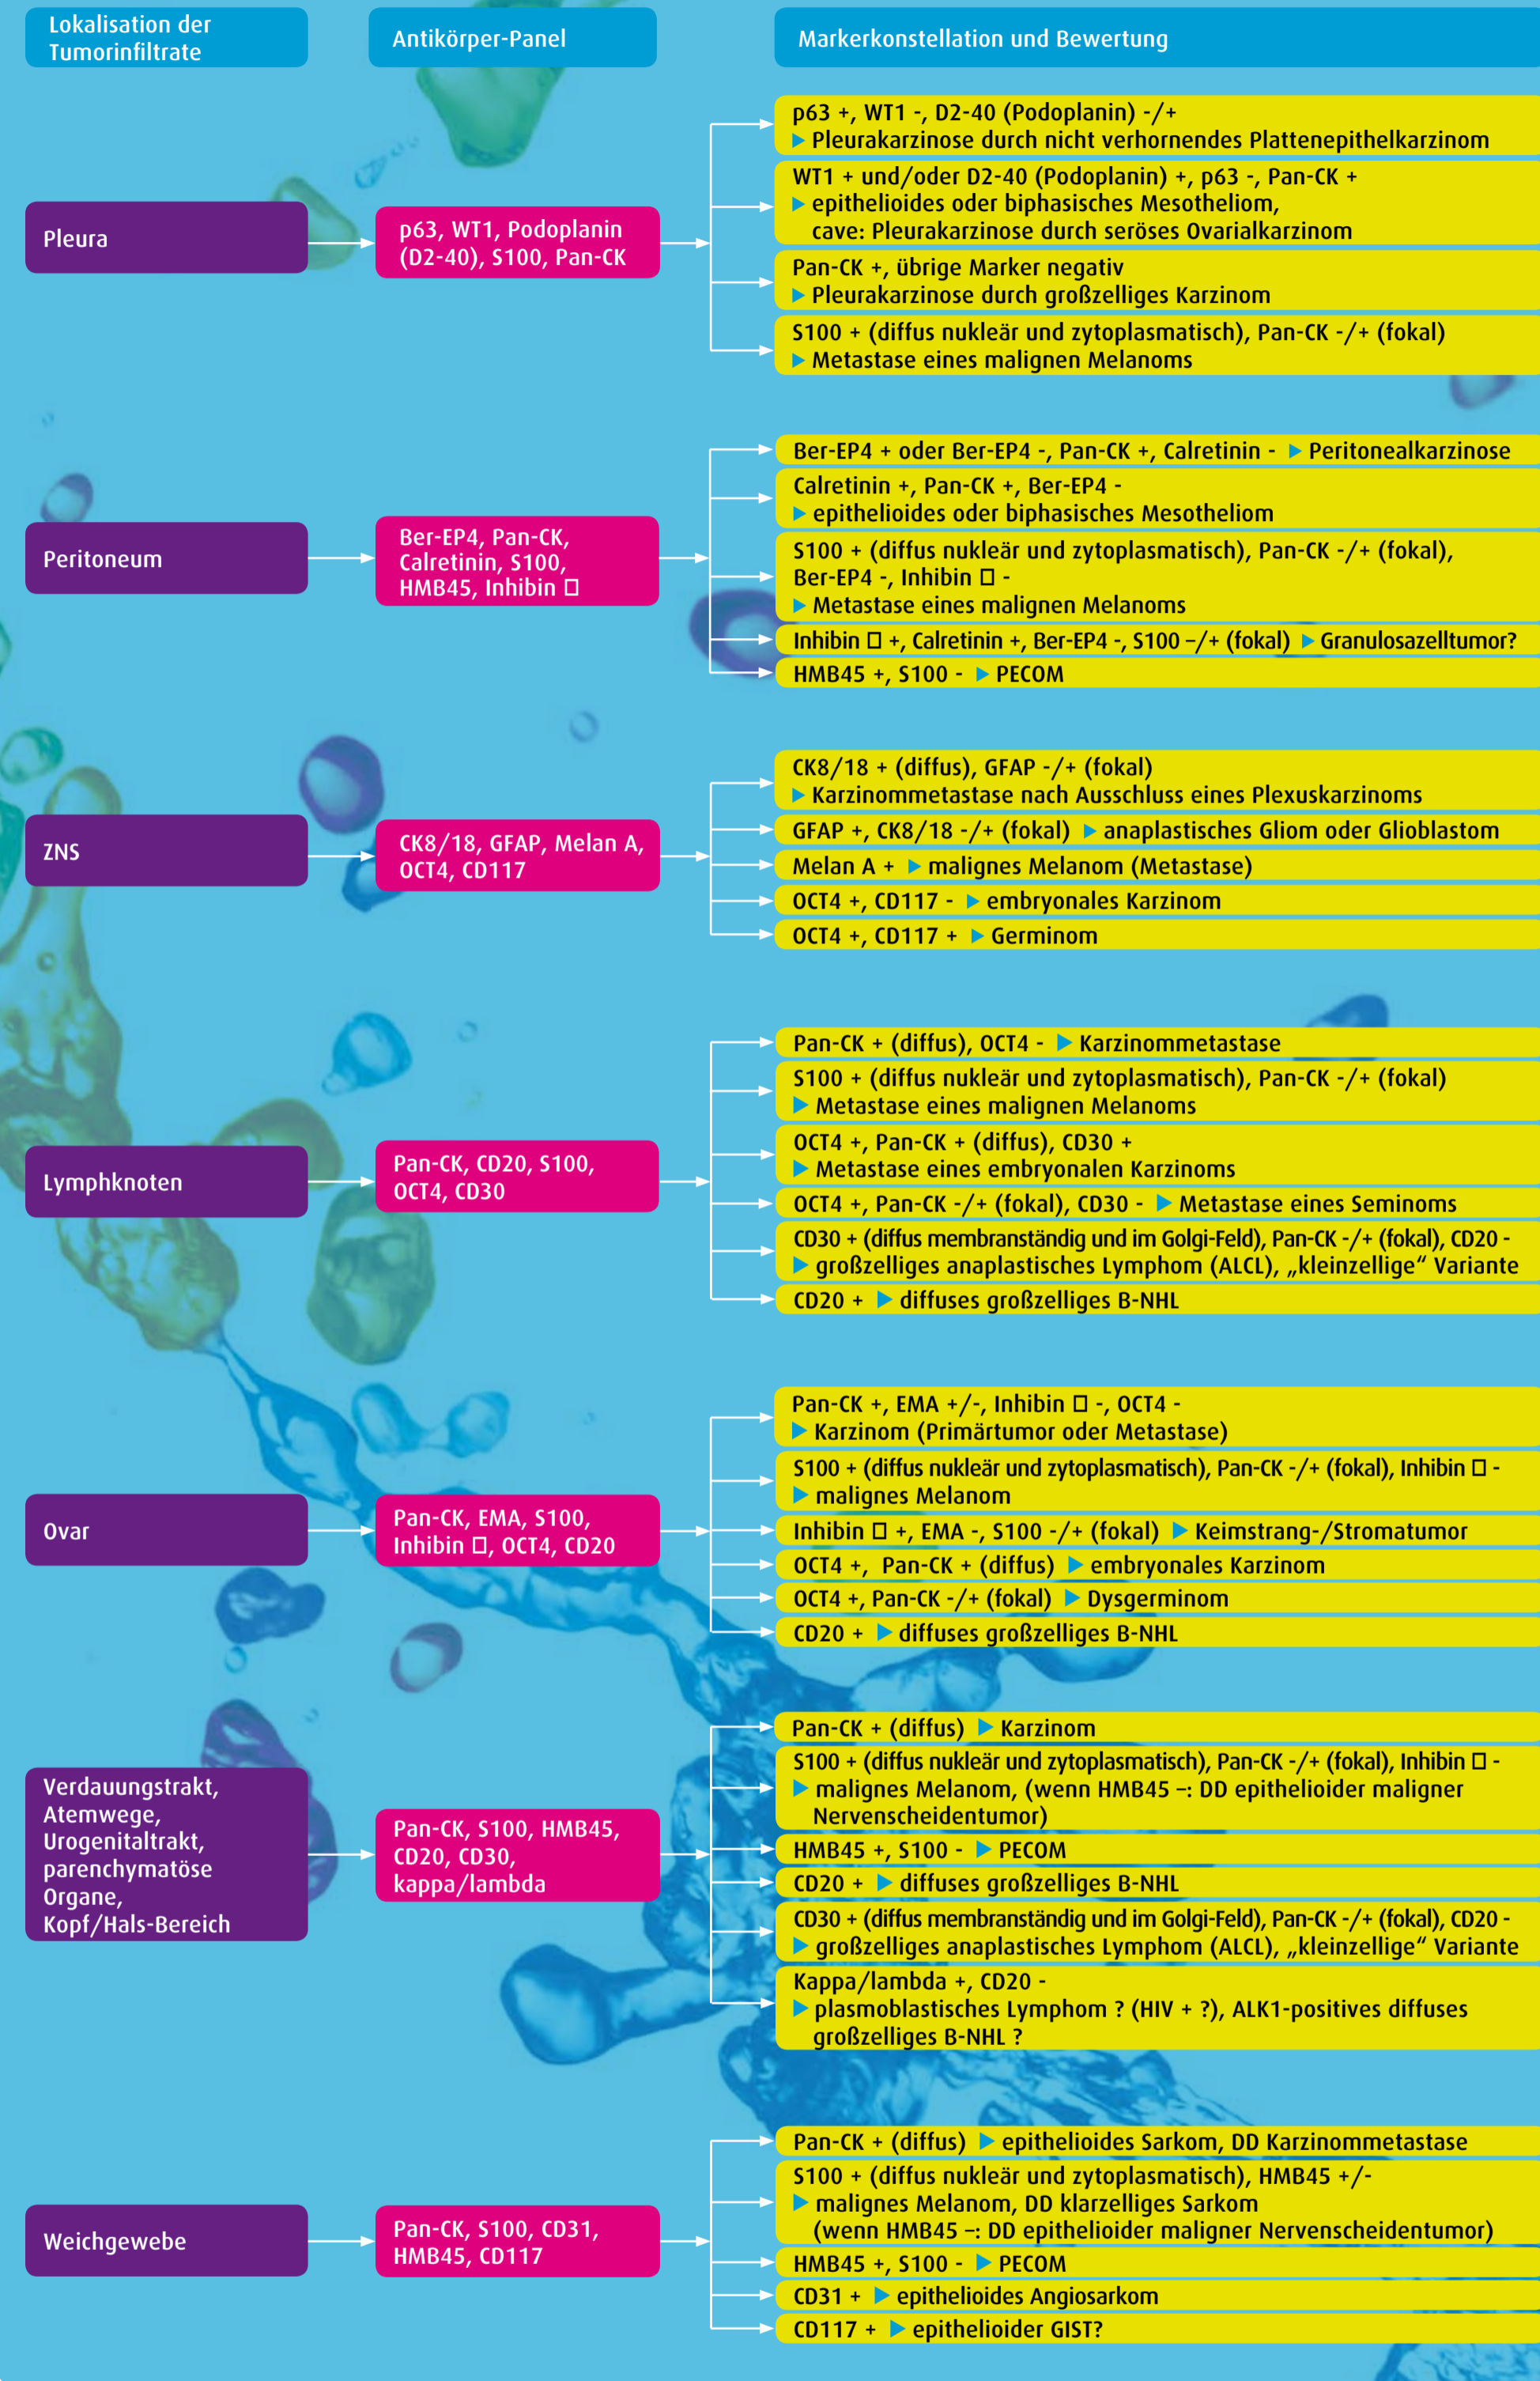 Lokalisation der
Tumorinfiltrate
Antikörper-Panel
Markerkonstellation und Bewertung
Pleura
p63, WT1, Podoplanin
(D2-40), S100, Pan-CK
p63 +, WT1 -, D2-40 (Podoplanin) -/+
▶ Pleurakarzinose durch nicht verhornendes Plattenepithelkarzinom
WT1 + und/oder D2-40 (Podoplanin) +, p63 -, Pan-CK +
▶ epithelioides oder biphasisches Mesotheliom,
cave: Pleurakarzinose durch seröses Ovarialkarzinom
Pan-CK +, übrige Marker negativ
▶ Pleurakarzinose durch großzelliges Karzinom
S100 + (diffus nukleär und zytoplasmatisch), Pan-CK -/+ (fokal)
▶ Metastase eines malignen Melanoms
Peritoneum
Ber-EP4, Pan-CK,
Calretinin, S100,
HMB45, Inhibin □
Ber-EP4 + oder Ber-EP4 -, Pan-CK +, Calretinin - ▶ Peritonealkarzinose
Calretinin +, Pan-CK +, Ber-EP4 -
▶ epithelioides oder biphasisches Mesotheliom
S100 + (diffus nukleär und zytoplasmatisch), Pan-CK -/+ (fokal),
Ber-EP4 -, Inhibin □ -
▶ Metastase eines malignen Melanoms
Inhibin □ +, Calretinin +, Ber-EP4 -, S100 –/+ (fokal) ▶ Granulosazelltumor?
HMB45 +, S100 - ▶ PECOM
ZNS
CK8/18, GFAP, Melan A,
OCT4, CD117
CK8/18 + (diffus), GFAP -/+ (fokal)
▶ Karzinommetastase nach Ausschluss eines Plexuskarzinoms
GFAP +, CK8/18 -/+ (fokal) ▶ anaplastisches Gliom oder Glioblastom
Melan A + ▶ malignes Melanom (Metastase)
OCT4 +, CD117 - ▶ embryonales Karzinom
OCT4 +, CD117 + ▶ Germinom
Lymphknoten
Pan-CK, CD20, S100,
OCT4, CD30
Pan-CK + (diffus), OCT4 - ▶ Karzinommetastase
S100 + (diffus nukleär und zytoplasmatisch), Pan-CK -/+ (fokal)
▶ Metastase eines malignen Melanoms
OCT4 +, Pan-CK + (diffus), CD30 +
▶ Metastase eines embryonalen Karzinoms
OCT4 +, Pan-CK -/+ (fokal), CD30 - ▶ Metastase eines Seminoms
CD30 + (diffus membranständig und im Golgi-Feld), Pan-CK -/+ (fokal), CD20 -
▶ großzelliges anaplastisches Lymphom (ALCL), „kleinzellige“ Variante
CD20 + ▶ diffuses großzelliges B-NHL
Ovar
Pan-CK, EMA, S100,
Inhibin □, OCT4, CD20
Pan-CK +, EMA +/-, Inhibin □ -, OCT4 -
▶ Karzinom (Primärtumor oder Metastase)
S100 + (diffus nukleär und zytoplasmatisch), Pan-CK -/+ (fokal), Inhibin □ -
▶ malignes Melanom
Inhibin □ +, EMA -, S100 -/+ (fokal) ▶ Keimstrang-/Stromatumor
OCT4 +, Pan-CK + (diffus) ▶ embryonales Karzinom
OCT4 +, Pan-CK -/+ (fokal) ▶ Dysgerminom
CD20 + ▶ diffuses großzelliges B-NHL
Verdauungstrakt,
Atemwege,
Urogenitaltrakt,
parenchymatöse
Organe,
Kopf/Hals-Bereich
Pan-CK, S100, HMB45,
CD20, CD30,
kappa/lambda
Pan-CK + (diffus) ▶ Karzinom
S100 + (diffus nukleär und zytoplasmatisch), Pan-CK -/+ (fokal), Inhibin □ -
▶ malignes Melanom, (wenn HMB45 –: DD epithelioider maligner
Nervenscheidentumor)
HMB45 +, S100 - ▶ PECOM
CD20 + ▶ diffuses großzelliges B-NHL
CD30 + (diffus membranständig und im Golgi-Feld), Pan-CK -/+ (fokal), CD20 -
▶ großzelliges anaplastisches Lymphom (ALCL), „kleinzellige“ Variante
Kappa/lambda +, CD20 -
▶ plasmoblastisches Lymphom ? (HIV + ?), ALK1-positives diffuses
großzelliges B-NHL ?
Weichgewebe
Pan-CK, S100, CD31,
HMB45, CD117
Pan-CK + (diffus) ▶ epithelioides Sarkom, DD Karzinommetastase
S100 + (diffus nukleär und zytoplasmatisch), HMB45 +/-
▶ malignes Melanom, DD klarzelliges Sarkom
(wenn HMB45 –: DD epithelioider maligner Nervenscheidentumor)
HMB45 +, S100 - ▶ PECOM
CD31 + ▶ epithelioides Angiosarkom
CD117 + ▶ epithelioider GIST?